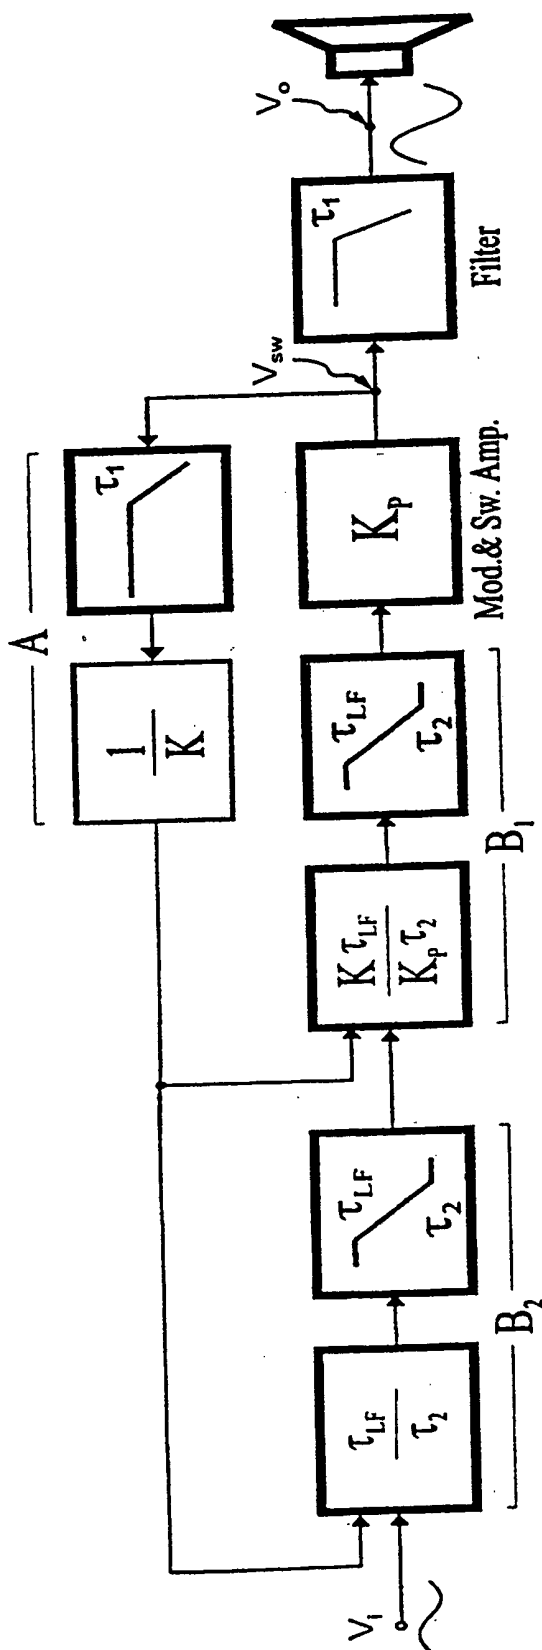 A
1
K
τ₁
V_SW
V_o
V_i
τ_LF
τ₂
τ_LF
τ₂
K τ_LF
K_p τ₂
τ_LF
τ₂
K_p
τ₁
B₂
B₁
Mod.& Sw. Amp.
Filter